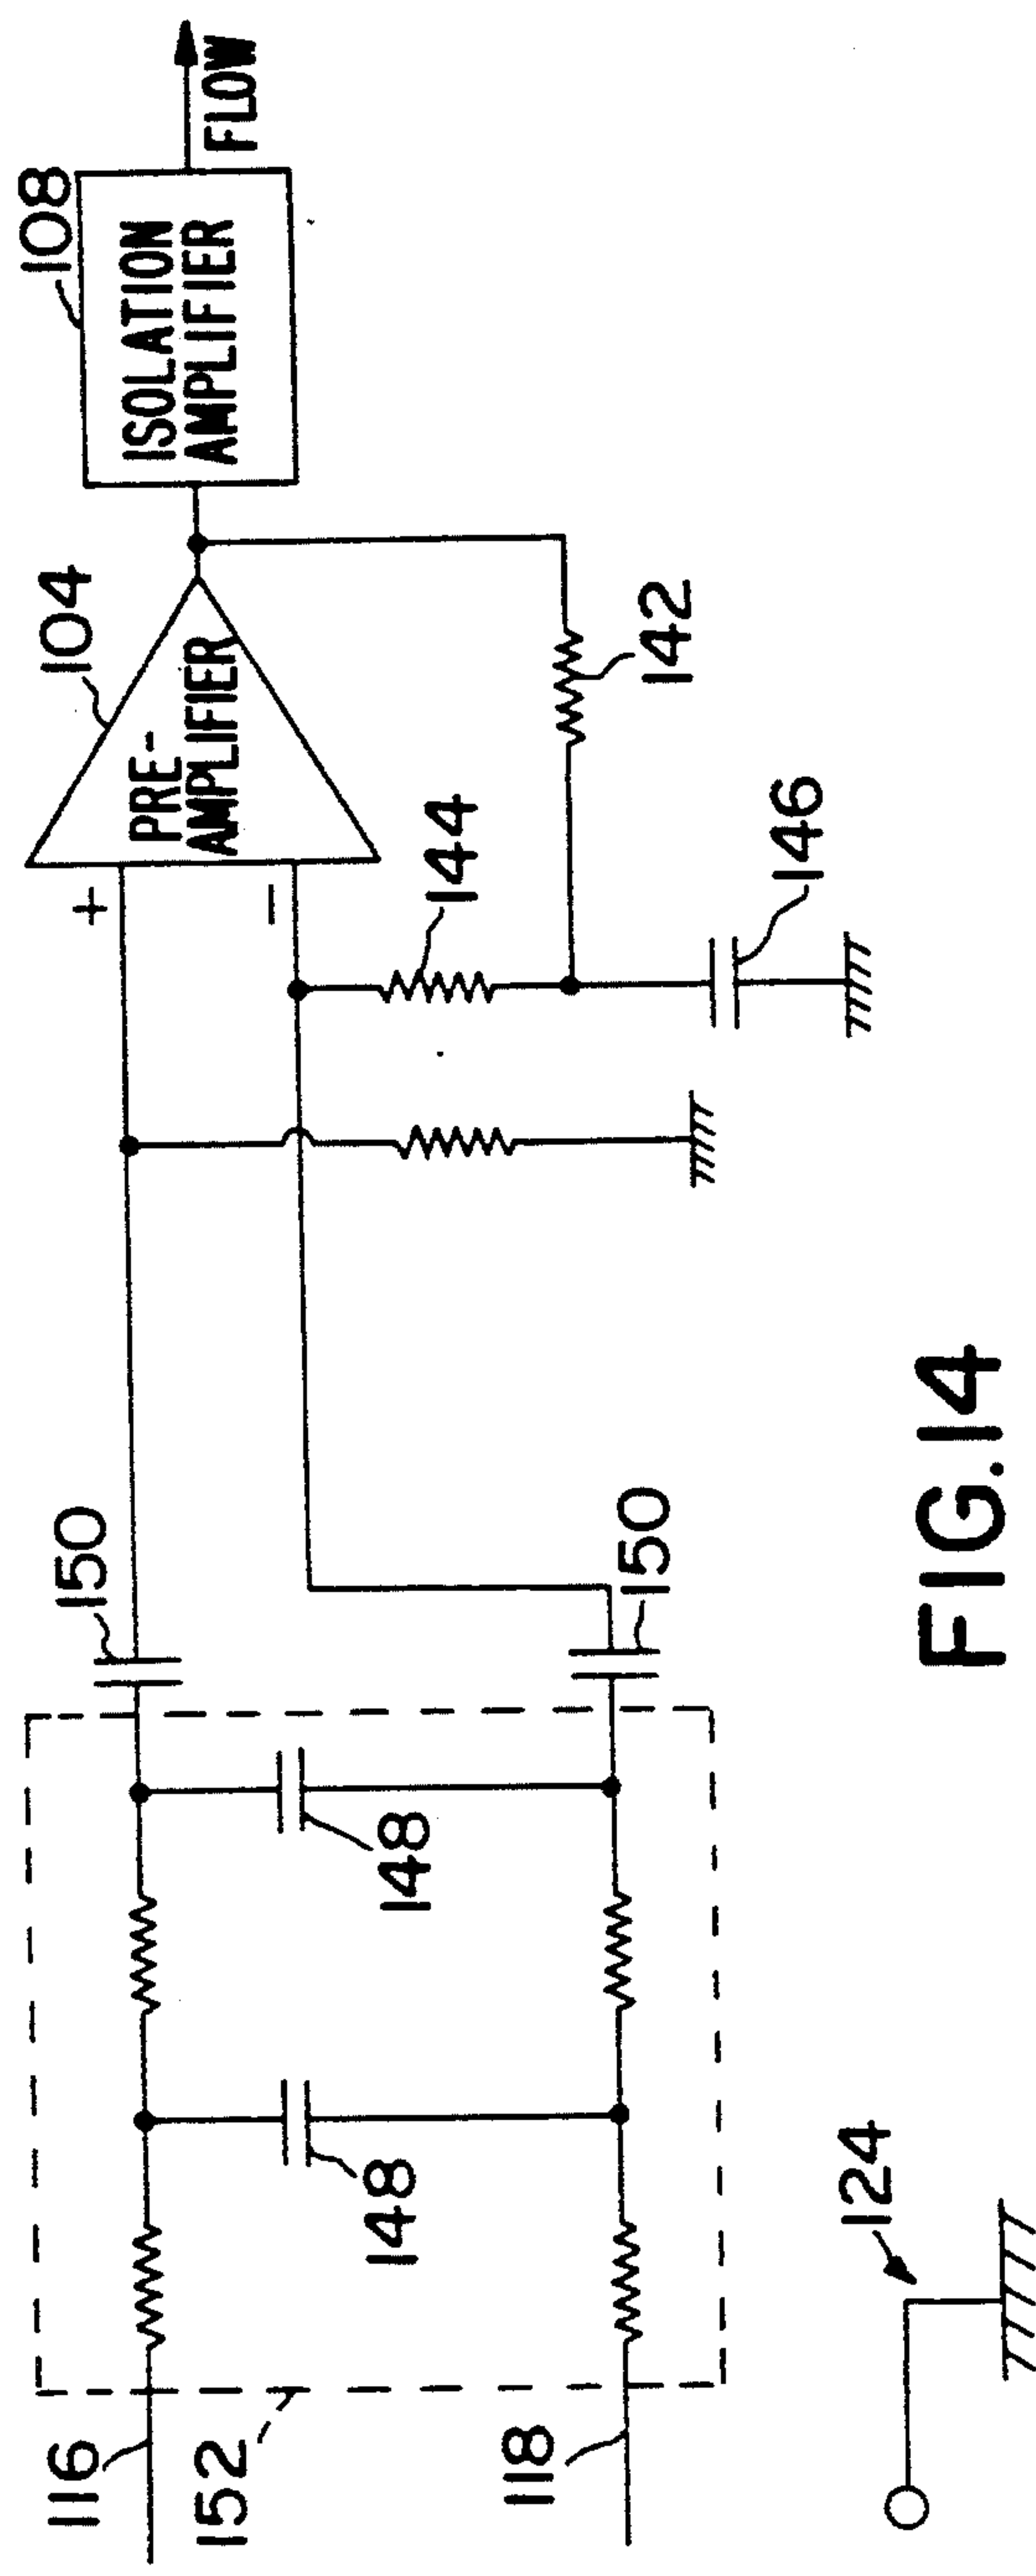 108
ISOLATION
AMPLIFIER
FLOW
104
PRE-
AMPLIFIER
+
−
142
144
146
150
150
148
148
116
152
118
124
FIG.14